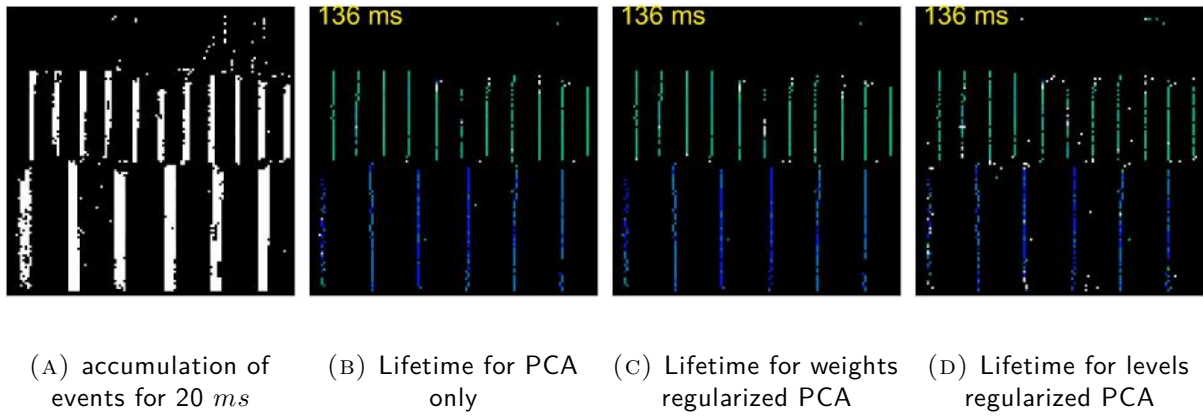 136 ms
136 ms
136 ms
(A) accumulation of
events for 20 ms
(B) Lifetime for PCA
only
(C) Lifetime for weights
regularized PCA
(D) Lifetime for levels
regularized PCA